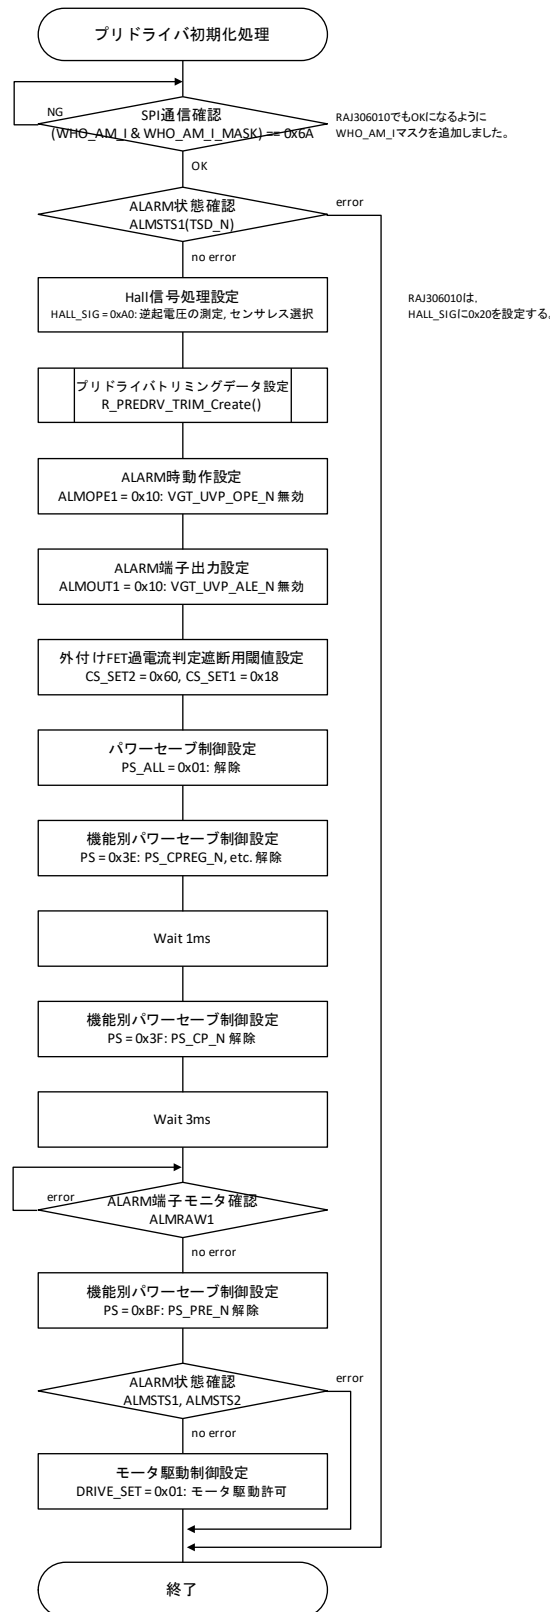 プリドライバ初期化処理
NG
SPI通信確認
(WHO_AM_I & WHO_AM_I_MASK) == 0x6A
RAJ306010でもOKになるように
WHO_AM_Iマスクを追加しました。
OK
ALARM状態確認
ALMSTS1(TSD_N)
error
no error
Hall信号処理設定
HALL_SIG = 0xA0: 逆起電圧の測定, センサレス選択
RAJ306010は,
HALL_SIGに0x20を設定する。
プリドライバトリミングデータ設定
R_PREDRV_TRIM_Create()
ALARM時動作設定
ALMOPE1 = 0x10: VGT_UVP_OPE_N 無効
ALARM端子出力設定
ALMOUT1 = 0x10: VGT_UVP_ALE_N 無効
外付けFET過電流判定遮断用閾値設定
CS_SET2 = 0x60, CS_SET1 = 0x18
パワーセーブ制御設定
PS_ALL = 0x01: 解除
機能別パワーセーブ制御設定
PS = 0x3E: PS_CPREG_N, etc. 解除
Wait 1ms
機能別パワーセーブ制御設定
PS = 0x3F: PS_CP_N 解除
Wait 3ms
error
ALARM端子モニタ確認
ALMRAW1
no error
機能別パワーセーブ制御設定
PS = 0xBF: PS_PRE_N 解除
ALARM状態確認
ALMSTS1, ALMSTS2
error
no error
モータ駆動制御設定
DRIVE_SET = 0x01: モータ駆動許可
終了